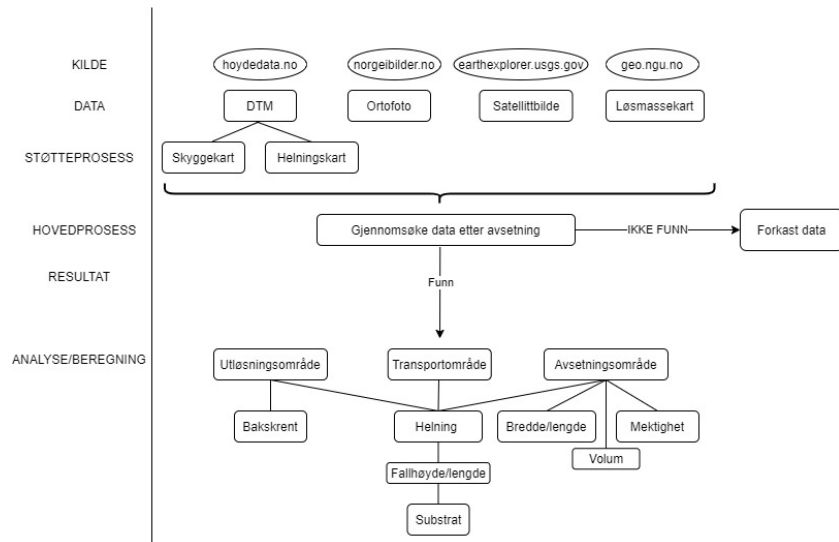 KILDE
hoydedata.no
norgeibilder.no
earthexplorer.usgs.gov
geo.ngu.no
DATA
DTM
Ortofoto
Satellittbilde
Løsmassekart
STØTTEPROSESS
Skyggekart
Helningskart
HOVEDPROSESS
Gjennomsøke data etter avsetning
IKKE FUNN
Forkast data
RESULTAT
Funn
ANALYSE/BEREGNING
Utløsningsområde
Transportområde
Avsetningsområde
Bakskrent
Helning
Bredde/lengde
Mektighet
Volum
Fallhøyde/lengde
Substrat